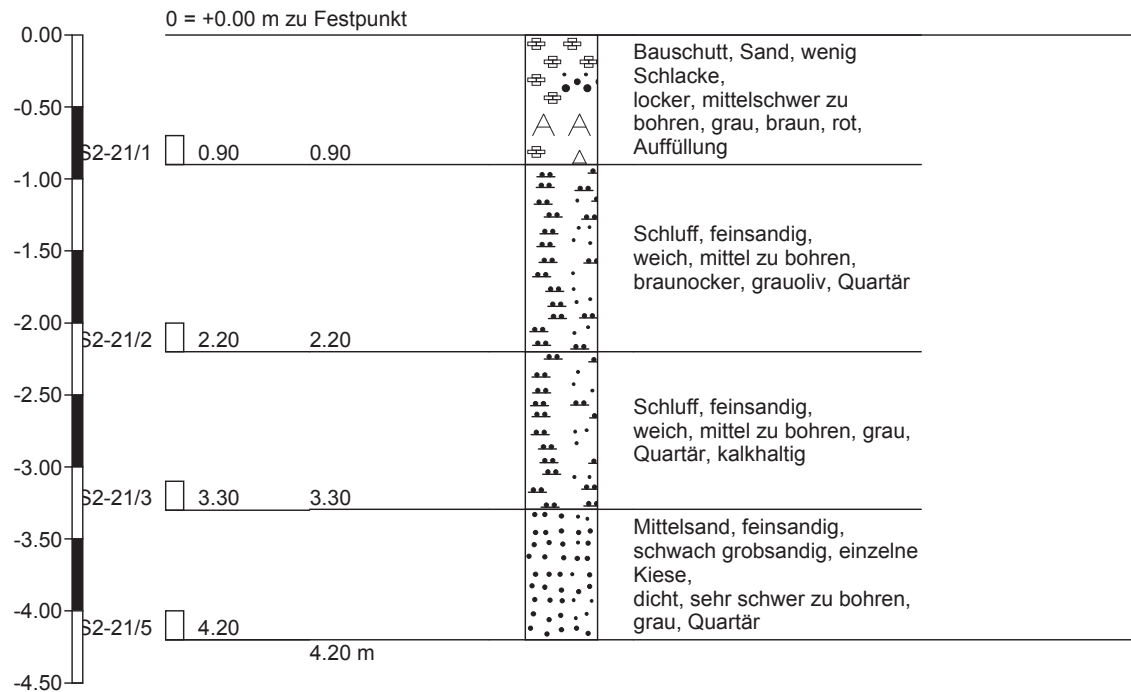 0 = +0.00 m zu Festpunkt
0.00
Bauschutt, Sand, wenig
Schlacke,
locker, mittelschwer zu
bohren, grau, braun, rot,
Auffüllung
-0.50
S2-21/1 0.90 0.90
-1.00
Schluff, feinsandig,
weich, mittel zu bohren,
braunocker, grauoliv, Quartär
-1.50
-2.00
S2-21/2 2.20 2.20
-2.50
Schluff, feinsandig,
weich, mittel zu bohren, grau,
Quartär, kalkhaltig
-3.00
S2-21/3 3.30 3.30
-3.50
Mittelsand, feinsandig,
schwach grobsandig, einzelne
Kiese,
dicht, sehr schwer zu bohren,
grau, Quartär
-4.00
S2-21/5 4.20
4.20 m
-4.50